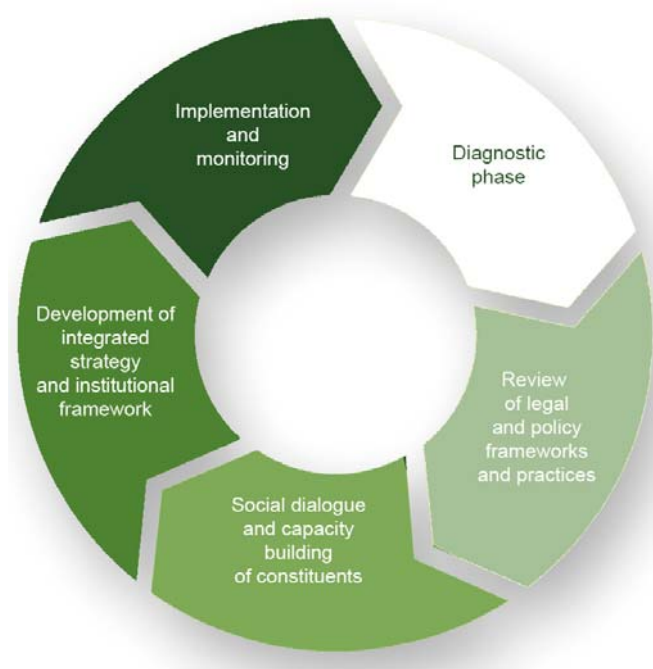 Implementation
and
monitoring
Diagnostic
phase
Development of
integrated
strategy
and institutional
framework
Review
of legal
and policy
frameworks
and practices
Social dialogue
and capacity
building
of constituents